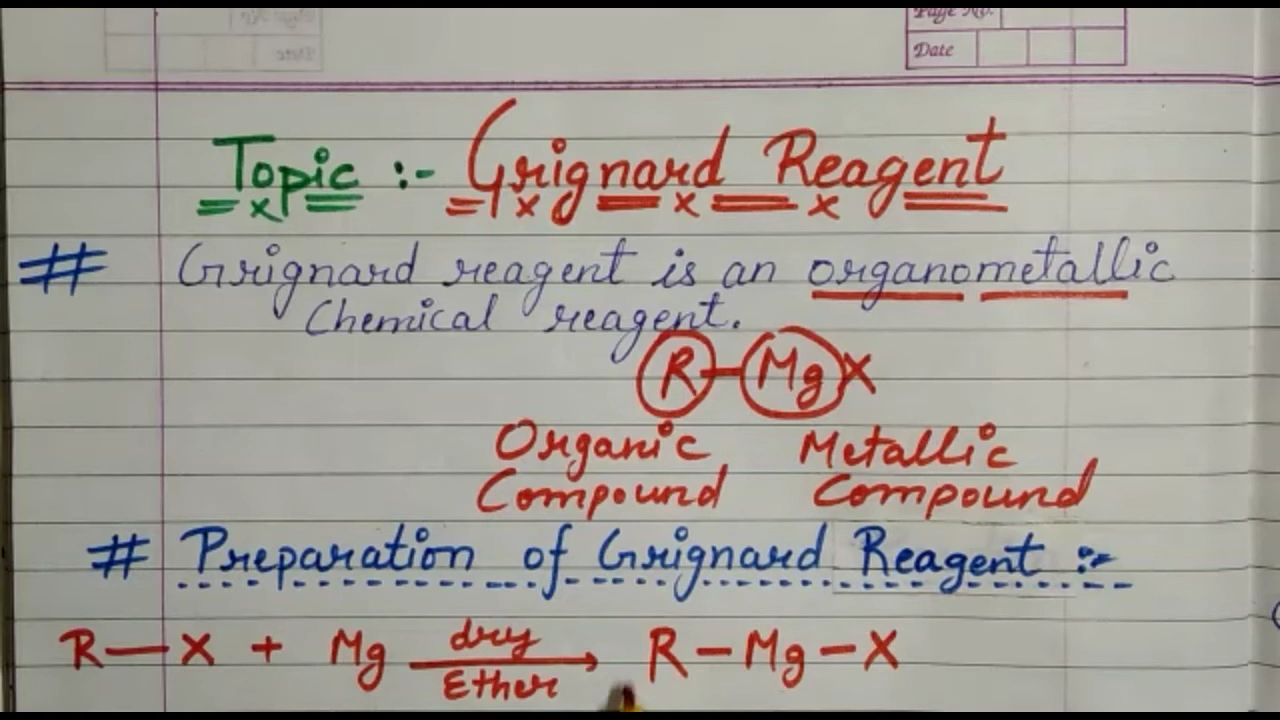 Page No.
Date
Topic :- Grignard Reagent
# Grignard reagent is an organometallic
Chemical reagent.
R-MgX
Organic Metallic
Compound Compound
# Preparation of Grignard Reagent :-
R-X + Mg dry Ether → R-Mg-X